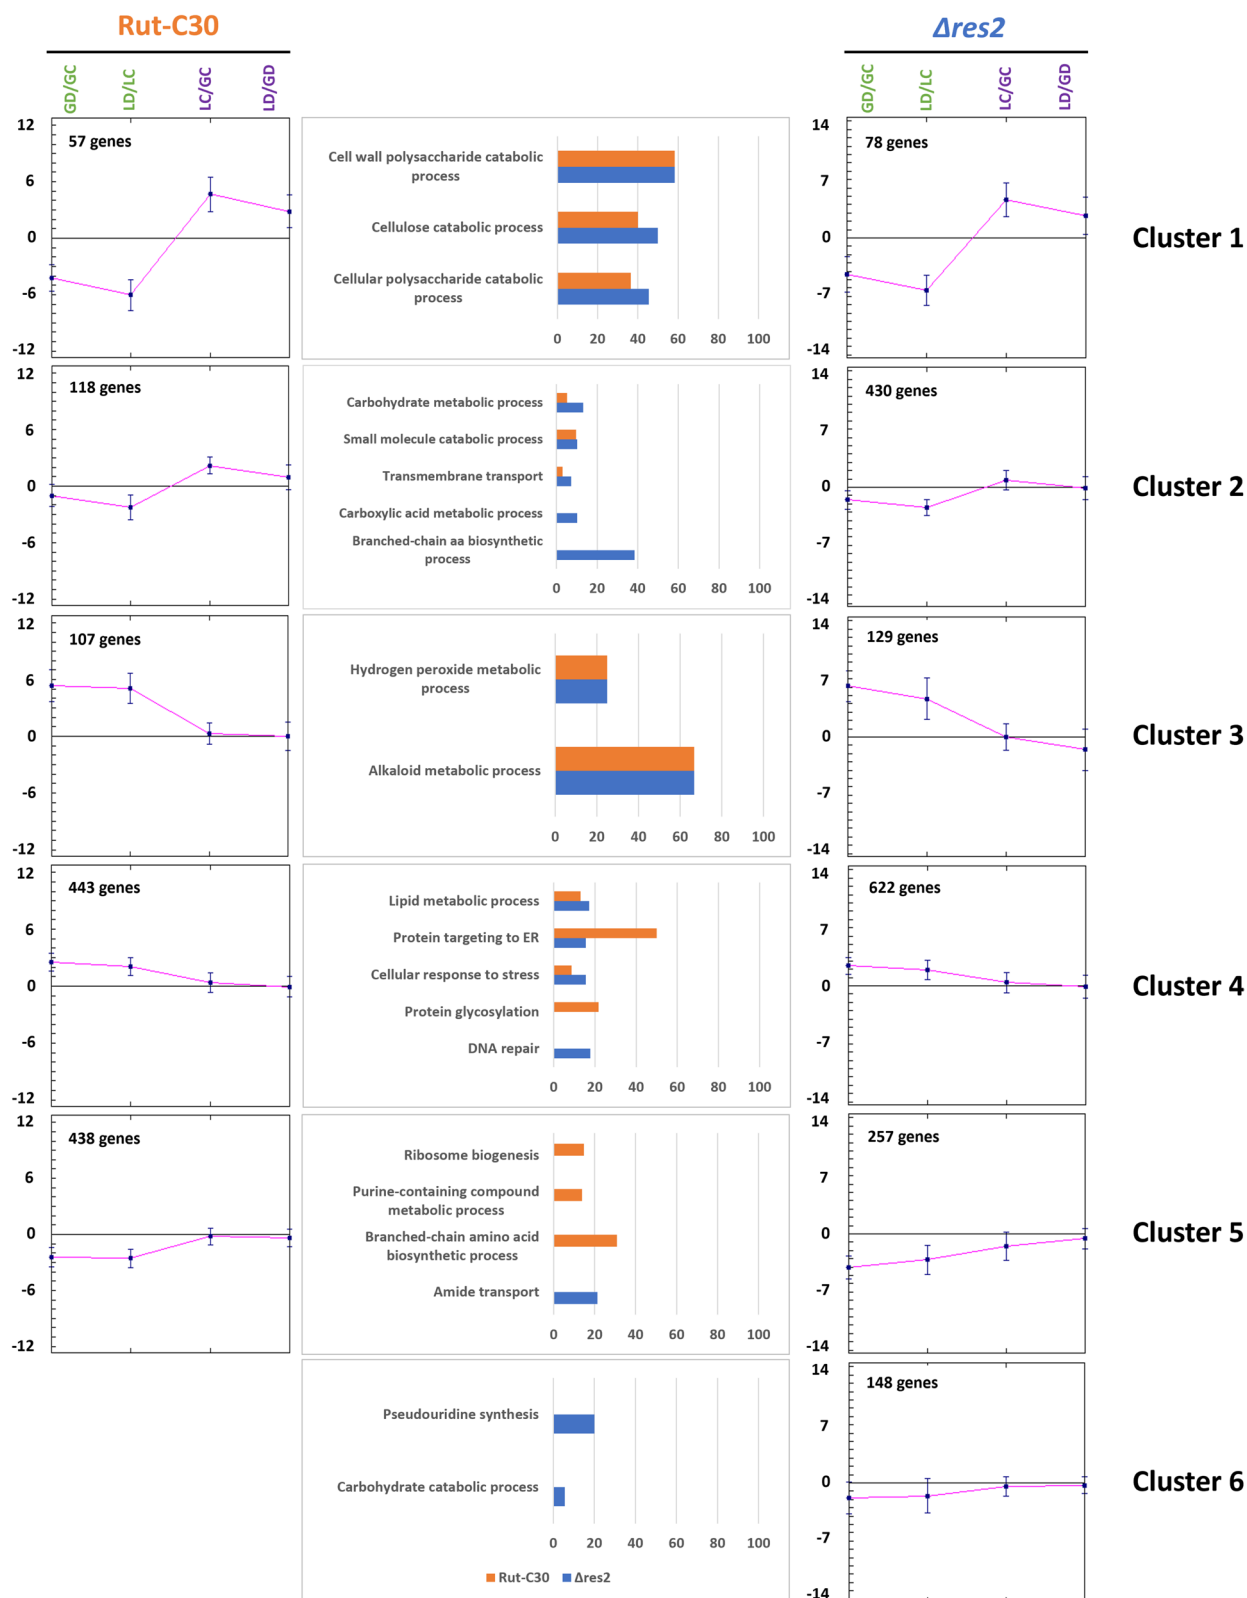 Rut-C30
Δres2
GD/GC
LD/LC
LC/GC
LD/GD
GD/GC
LD/LC
LC/GC
LD/GD
12
6
0
-6
-12
57 genes
Cell wall polysaccharide catabolic
process
Cellulose catabolic process
Cellular polysaccharide catabolic
process
0 20 40 60 80 100
14
7
0
-7
-14
78 genes
Cluster 1
12
6
0
-6
-12
118 genes
Carbohydrate metabolic process
Small molecule catabolic process
Transmembrane transport
Carboxylic acid metabolic process
Branched-chain aa biosynthetic
process
0 20 40 60 80 100
14
7
0
-7
-14
430 genes
Cluster 2
12
6
0
-6
-12
107 genes
Hydrogen peroxide metabolic
process
Alkaloid metabolic process
0 20 40 60 80 100
14
7
0
-7
-14
129 genes
Cluster 3
12
6
0
-6
-12
443 genes
Lipid metabolic process
Protein targeting to ER
Cellular response to stress
Protein glycosylation
DNA repair
0 20 40 60 80 100
14
7
0
-7
-14
622 genes
Cluster 4
12
6
0
-6
-12
438 genes
Ribosome biogenesis
Purine-containing compound
metabolic process
Branched-chain amino acid
biosynthetic process
Amide transport
0 20 40 60 80 100
14
7
0
-7
-14
257 genes
Cluster 5
Pseudouridine synthesis
Carbohydrate catabolic process
0 20 40 60 80 100
Rut-C30 Δres2
14
7
0
-7
-14
148 genes
Cluster 6